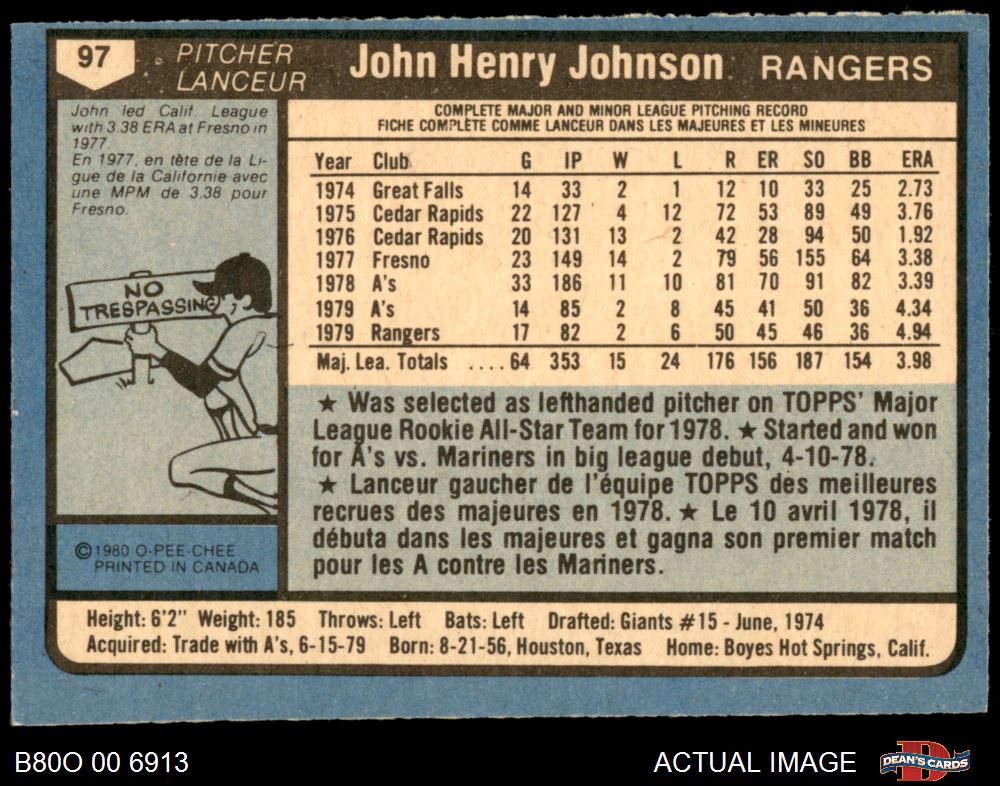 97
PITCHER
LANCEUR
John Henry Johnson
RANGERS
John led Calif. League
with 3.38 ERA at Fresno in
1977.
En 1977, en tête de la Li-
gue de la Californie avec
une MPM de 3.38 pour
Fresno.
NO
TRESPASSING
© 1980 O-PEE-CHEE
PRINTED IN CANADA
COMPLETE MAJOR AND MINOR LEAGUE PITCHING RECORD
FICHE COMPLÈTE COMME LANCEUR DANS LES MAJEURES ET LES MINEURES
Year Club G IP W L R ER SO BB ERA
1974 Great Falls 14 33 2 1 12 10 33 25 2.73
1975 Cedar Rapids 22 127 4 12 72 53 89 49 3.76
1976 Cedar Rapids 20 131 13 2 42 28 94 50 1.92
1977 Fresno 23 149 14 2 79 56 155 64 3.38
1978 A's 33 186 11 10 81 70 91 82 3.39
1979 A's 14 85 2 8 45 41 50 36 4.34
1979 Rangers 17 82 2 6 50 45 46 36 4.94
Maj. Lea. Totals .... 64 353 15 24 176 156 187 154 3.98
★ Was selected as lefthanded pitcher on TOPPS' Major
League Rookie All-Star Team for 1978. ★ Started and won
for A's vs. Mariners in big league debut, 4-10-78.
★ Lanceur gaucher de l'équipe TOPPS des meilleures
recrues des majeures en 1978. ★ Le 10 avril 1978, il
débuta dans les majeures et gagna son premier match
pour les A contre les Mariners.
Height: 6'2" Weight: 185 Throws: Left Bats: Left Drafted: Giants #15 - June, 1974
Acquired: Trade with A's, 6-15-79 Born: 8-21-56, Houston, Texas Home: Boyes Hot Springs, Calif.
B80O 00 6913
ACTUAL IMAGE
DEAN'S CARDS